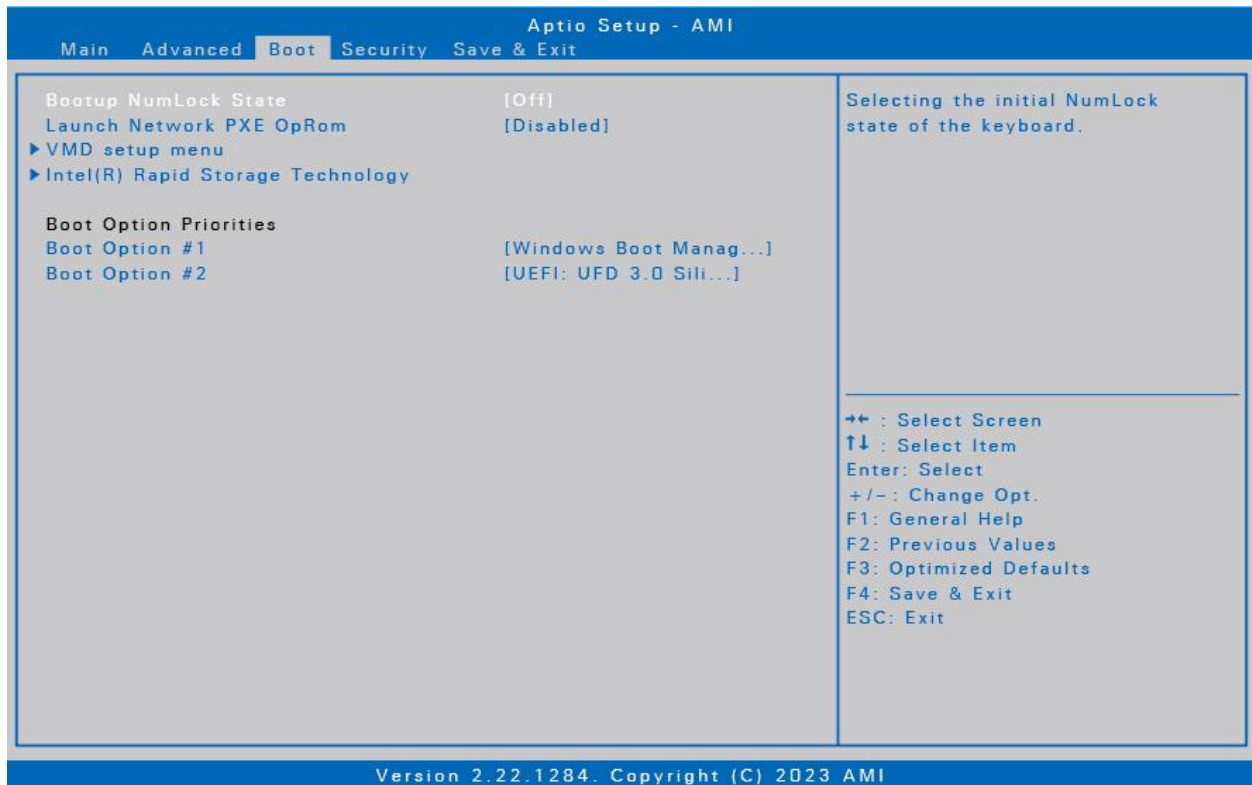 Aptio Setup - AMI
Main Advanced Boot Security Save & Exit
Bootup NumLock State [Off]
Launch Network PXE OpRom [Disabled]
▶VMD setup menu
▶Intel(R) Rapid Storage Technology
Boot Option Priorities
Boot Option #1 [Windows Boot Manag...]
Boot Option #2 [UEFI: UFD 3.0 Sili...]
Selecting the initial NumLock
state of the keyboard.
→← : Select Screen
↑↓ : Select Item
Enter: Select
+/-: Change Opt.
F1: General Help
F2: Previous Values
F3: Optimized Defaults
F4: Save & Exit
ESC: Exit
Version 2.22.1284. Copyright (C) 2023 AMI